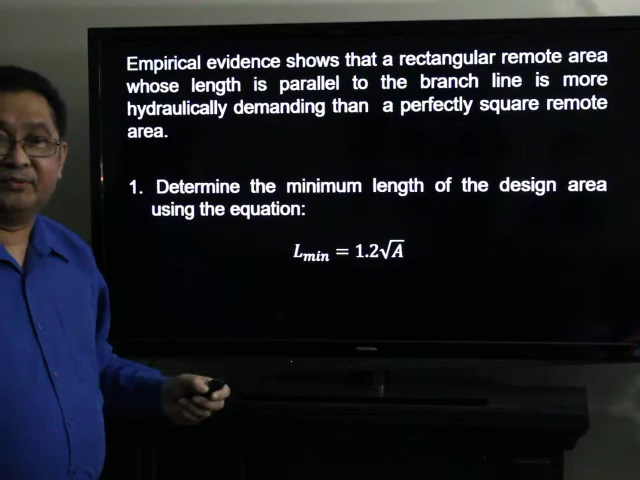 Empirical evidence shows that a rectangular remote area
whose length is parallel to the branch line is more
hydraulically demanding than a perfectly square remote
area.
1. Determine the minimum length of the design area
using the equation:
L_min = 1.2√A
TOSHIBA